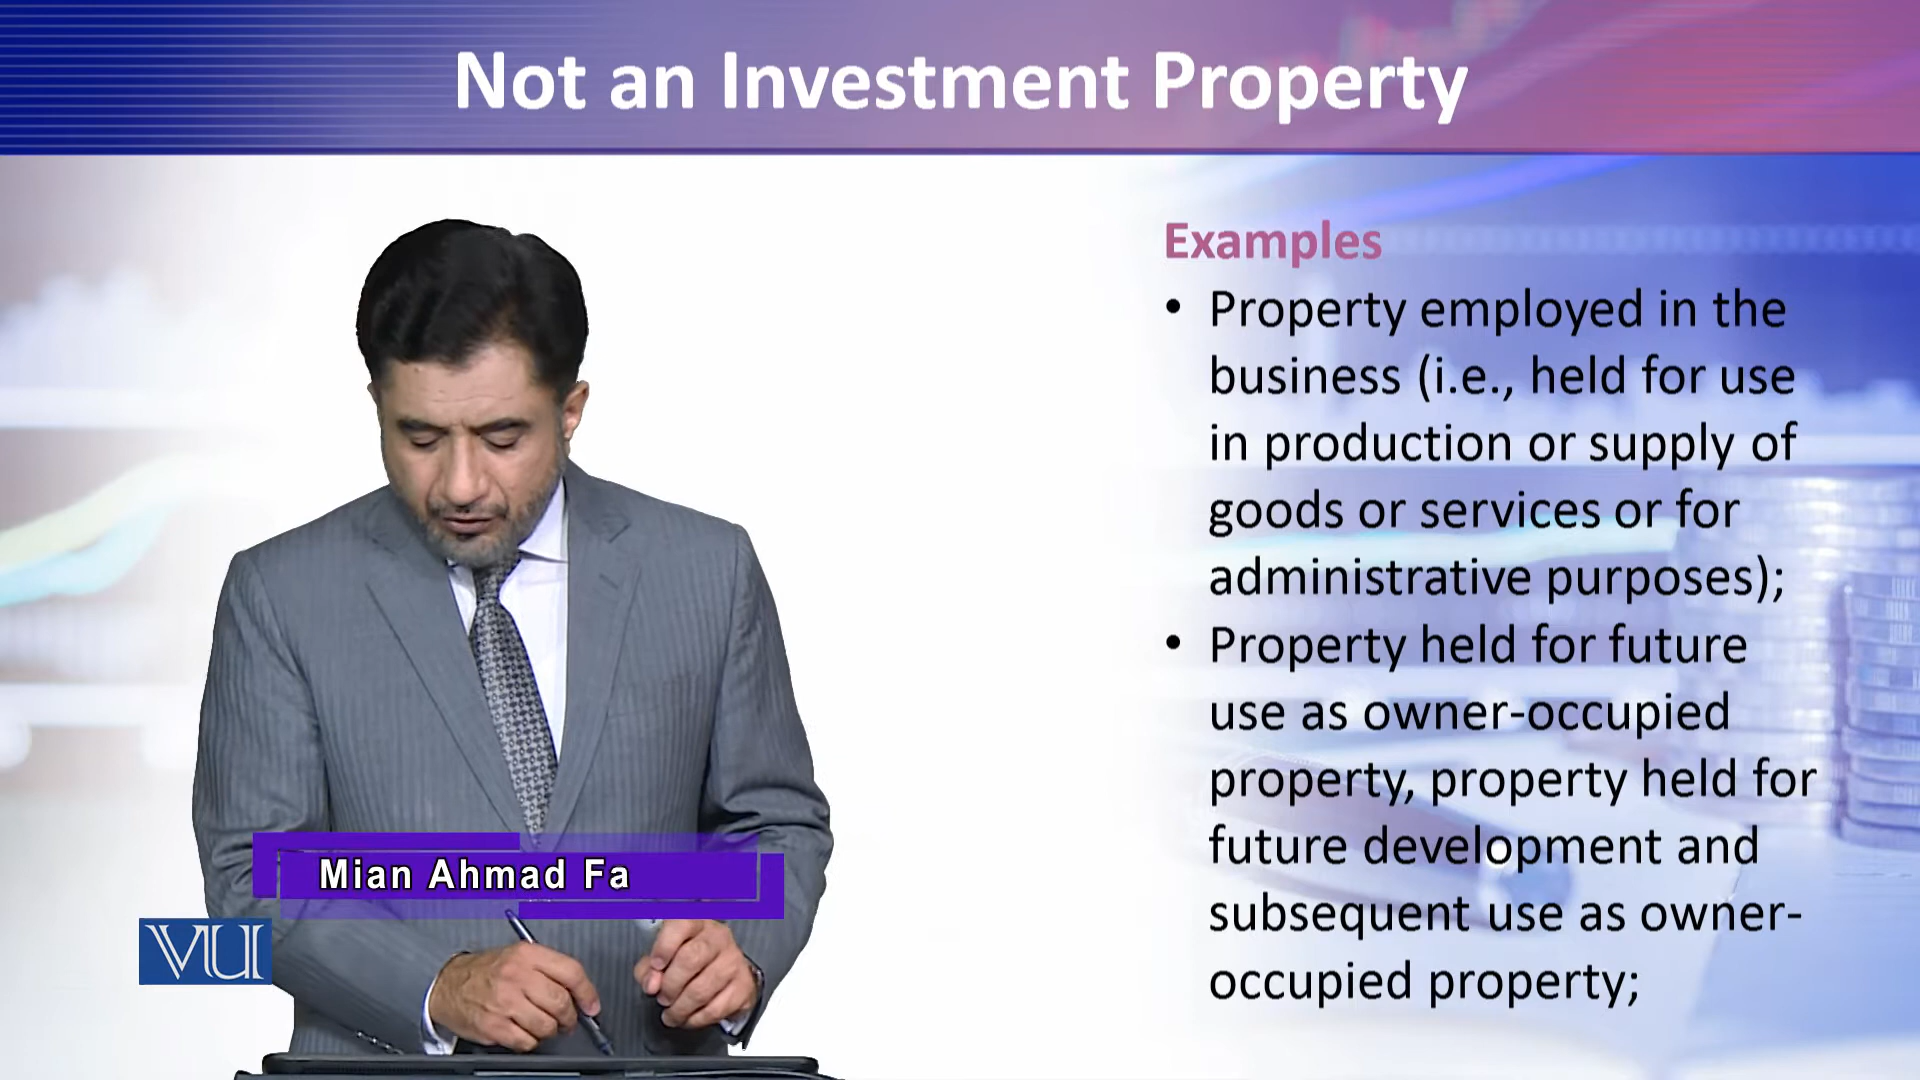 Not an Investment Property
Examples
• Property employed in the
business (i.e., held for use
in production or supply of
goods or services or for
administrative purposes);
• Property held for future
use as owner-occupied
property, property held for
future development and
subsequent use as owner-
occupied property;
Mian Ahmad Fa
VU